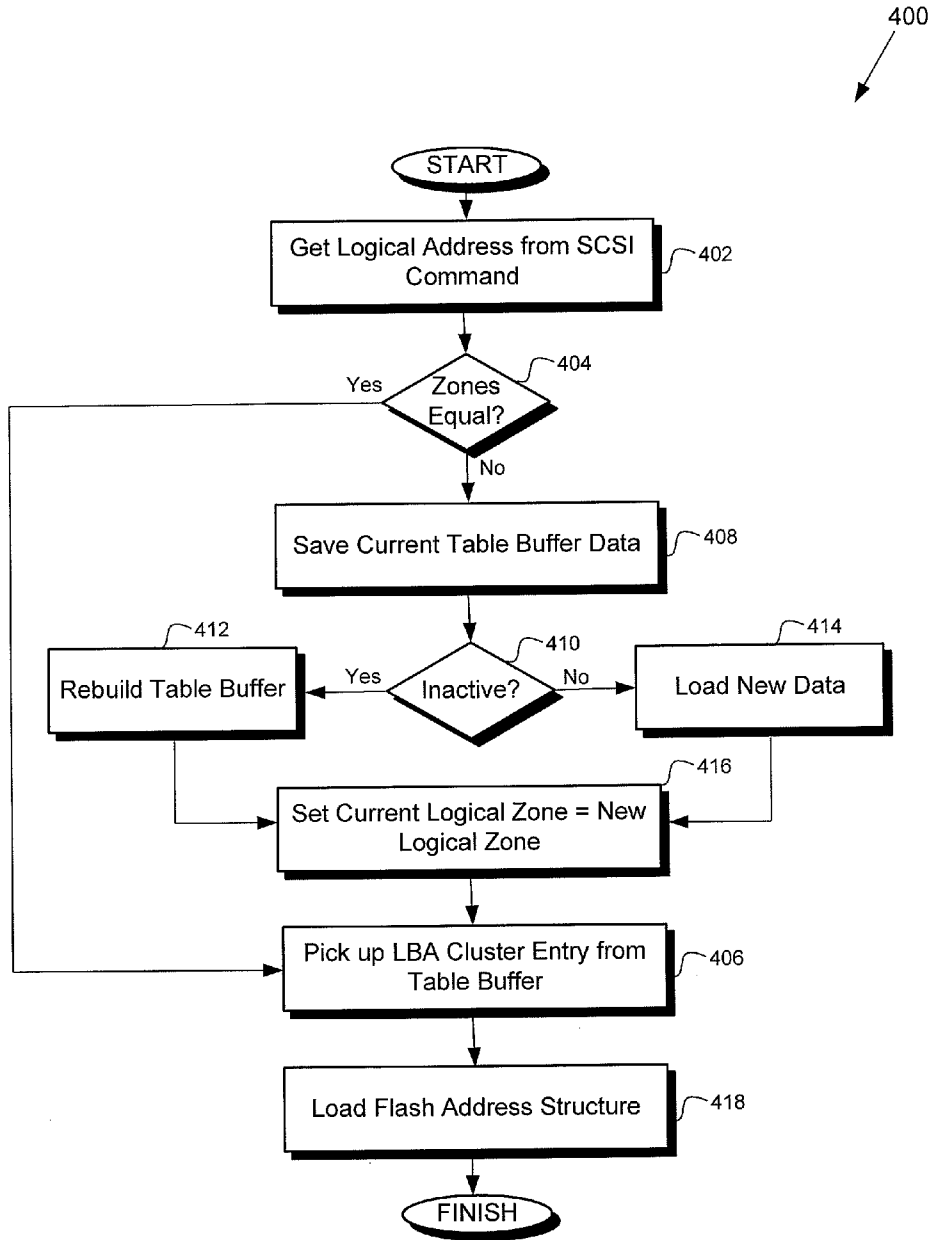 400
START
Get Logical Address from SCSI
Command
402
404
Yes
Zones
Equal?
No
Save Current Table Buffer Data
408
412
410
414
Rebuild Table Buffer
Yes
Inactive?
No
Load New Data
416
Set Current Logical Zone = New
Logical Zone
Pick up LBA Cluster Entry from
Table Buffer
406
Load Flash Address Structure
418
FINISH